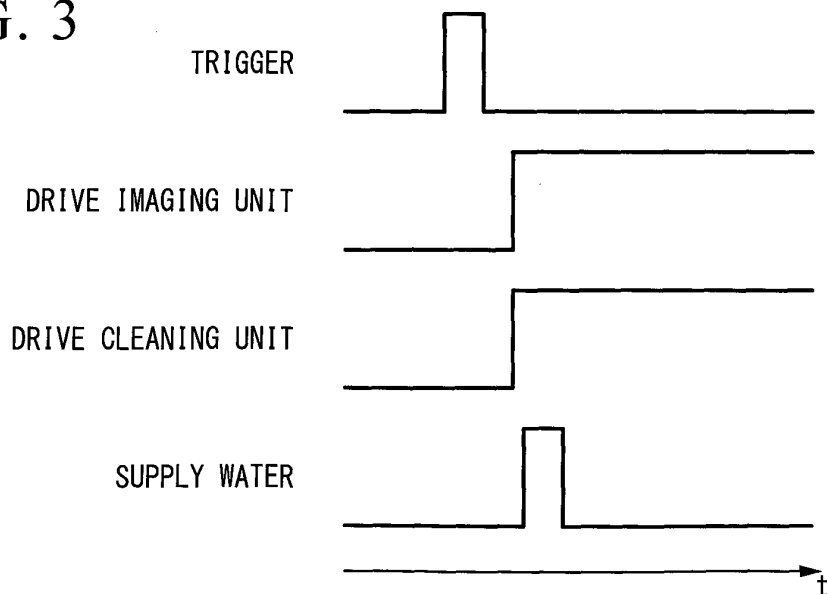 G. 3
TRIGGER
DRIVE IMAGING UNIT
DRIVE CLEANING UNIT
SUPPLY WATER
t